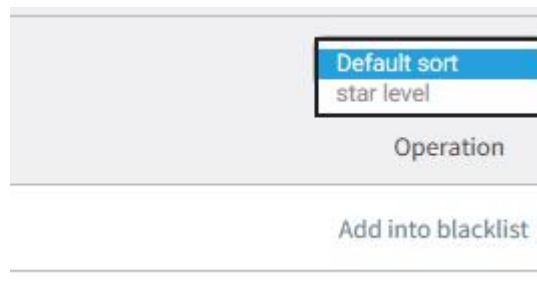 Default sort
star level
Operation
Add into blacklist